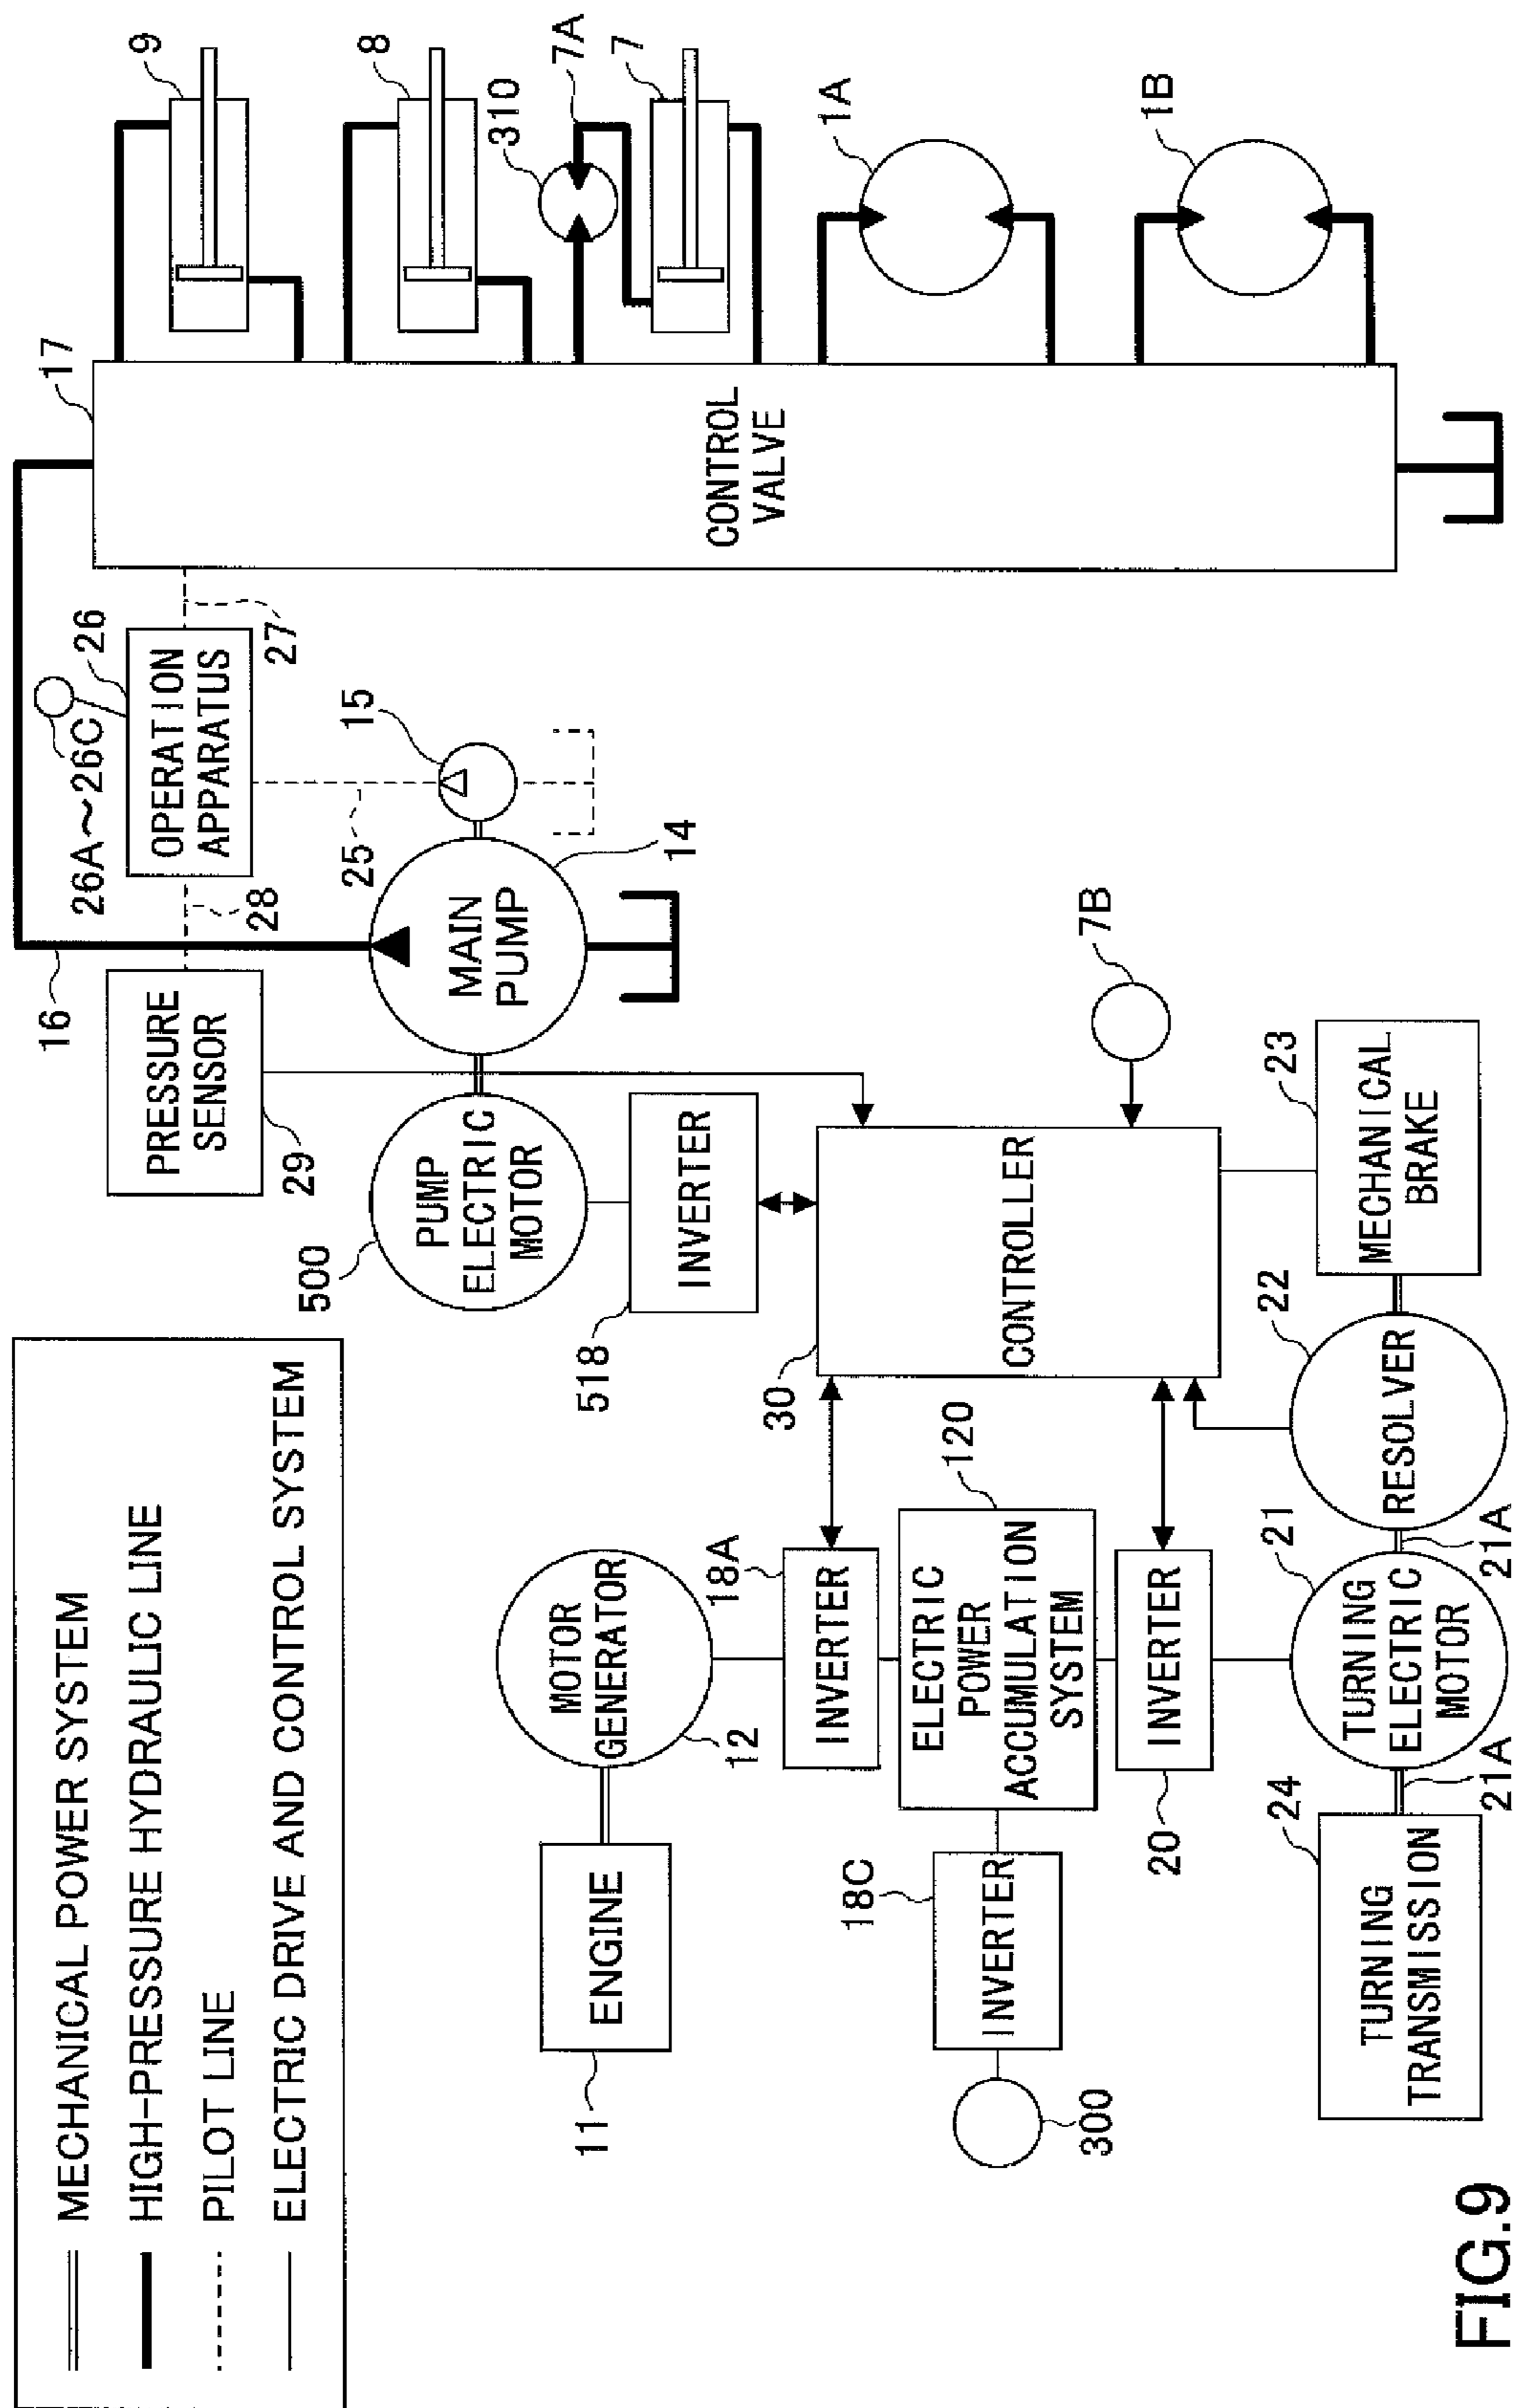 MECHANICAL POWER SYSTEM
HIGH-PRESSURE HYDRAULIC LINE
PILOT LINE
ELECTRIC DRIVE AND CONTROL SYSTEM
16
17
9
8
310
7A
7
1A
1B
CONTROL
VALVE
26A~26C
26
OPERATION
APPARATUS
27
28
PRESSURE
SENSOR
29
25
15
14
MAIN
PUMP
500
PUMP
ELECTRIC
MOTOR
518
INVERTER
30
CONTROLLER
7B
11
ENGINE
MOTOR
GENERATOR
12
18A
INVERTER
120
ELECTRIC
POWER
ACCUMULATION
SYSTEM
18C
INVERTER
300
20
INVERTER
24
TURNING
TRANSMISSION
21A
21
TURNING
ELECTRIC
MOTOR
21A
22
RESOLVER
23
MECHANICAL
BRAKE
FIG.9